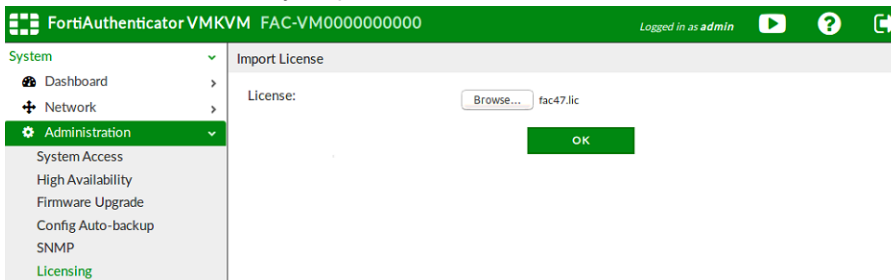 FortiAuthenticator VMKVM FAC-VM0000000000 Logged in as admin
System
Import License
Dashboard
License: Browse... fac47.lic
Network
Administration
OK
System Access
High Availability
Firmware Upgrade
Config Auto-backup
SNMP
Licensing